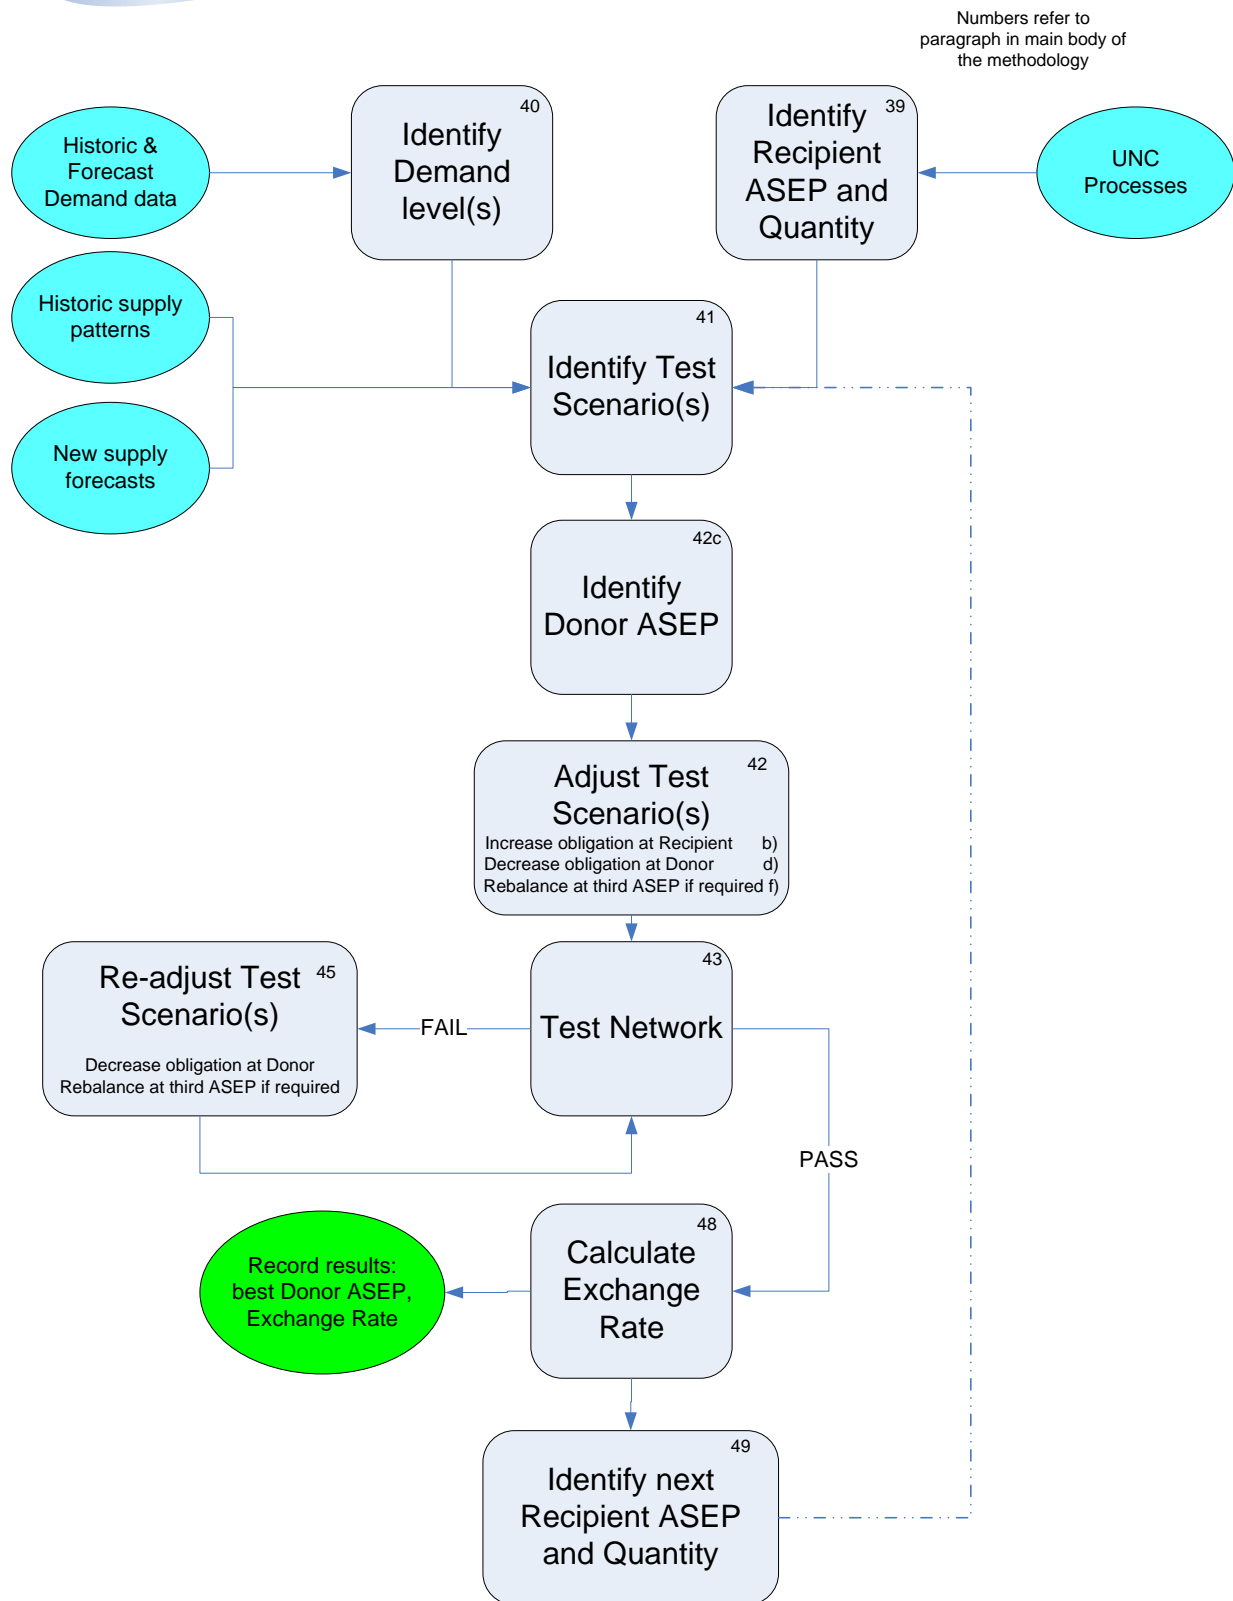 Numbers refer to
paragraph in main body of
the methodology
40
Identify
Demand
level(s)
39
Identify
Recipient
ASEP and
Quantity
Historic &
Forecast
Demand data
UNC
Processes
Historic supply
patterns
41
Identify Test
Scenario(s)
New supply
forecasts
42c
Identify
Donor ASEP
42
Adjust Test
Scenario(s)
Increase obligation at Recipient b)
Decrease obligation at Donor d)
Rebalance at third ASEP if required f)
45
Re-adjust Test
Scenario(s)
Decrease obligation at Donor
Rebalance at third ASEP if required
FAIL
43
Test Network
PASS
48
Calculate
Exchange
Rate
Record results:
best Donor ASEP,
Exchange Rate
49
Identify next
Recipient ASEP
and Quantity